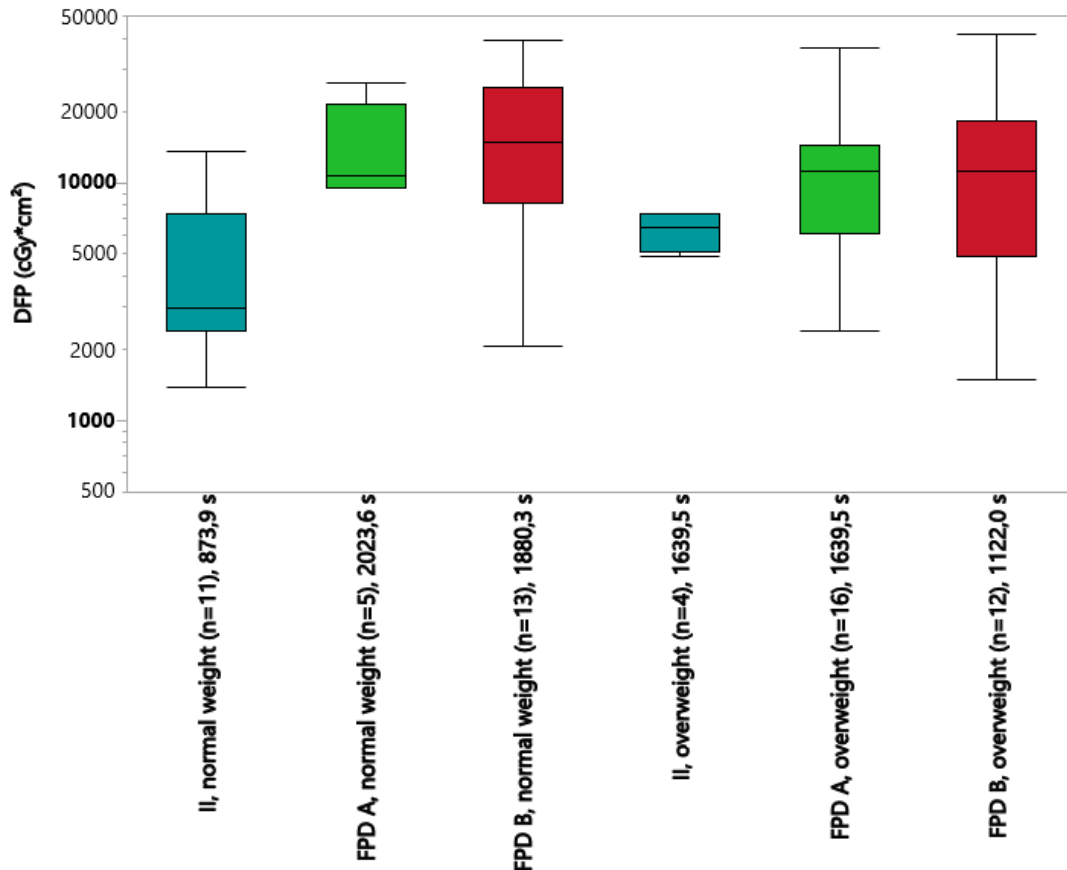 DFP (cGy*cm²)
50000
20000
10000
5000
2000
1000
500
II, normal weight (n=11), 873,9 s
FPD A, normal weight (n=5), 2023,6 s
FPD B, normal weight (n=13), 1880,3 s
II, overweight (n=4), 1639,5 s
FPD A, overweight (n=16), 1639,5 s
FPD B, overweight (n=12), 1122,0 s